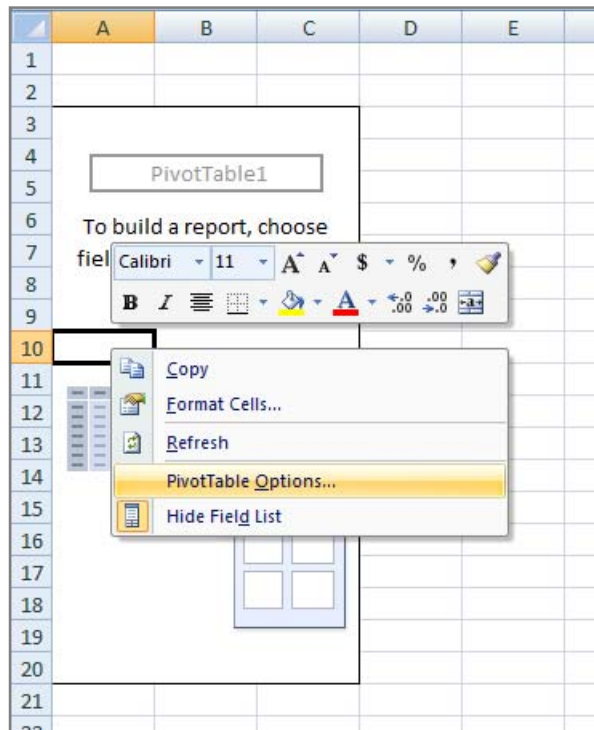 A B C D E
1
2
3
4
PivotTable1
5
6
To build a report, choose
7
fiel
Calibri 11 A A $ % ,
8
B I A .00 .00 a
9
10
Copy
11
Format Cells...
12
Refresh
13
14
PivotTable Options...
15
Hide Field List
16
17
18
19
20
21